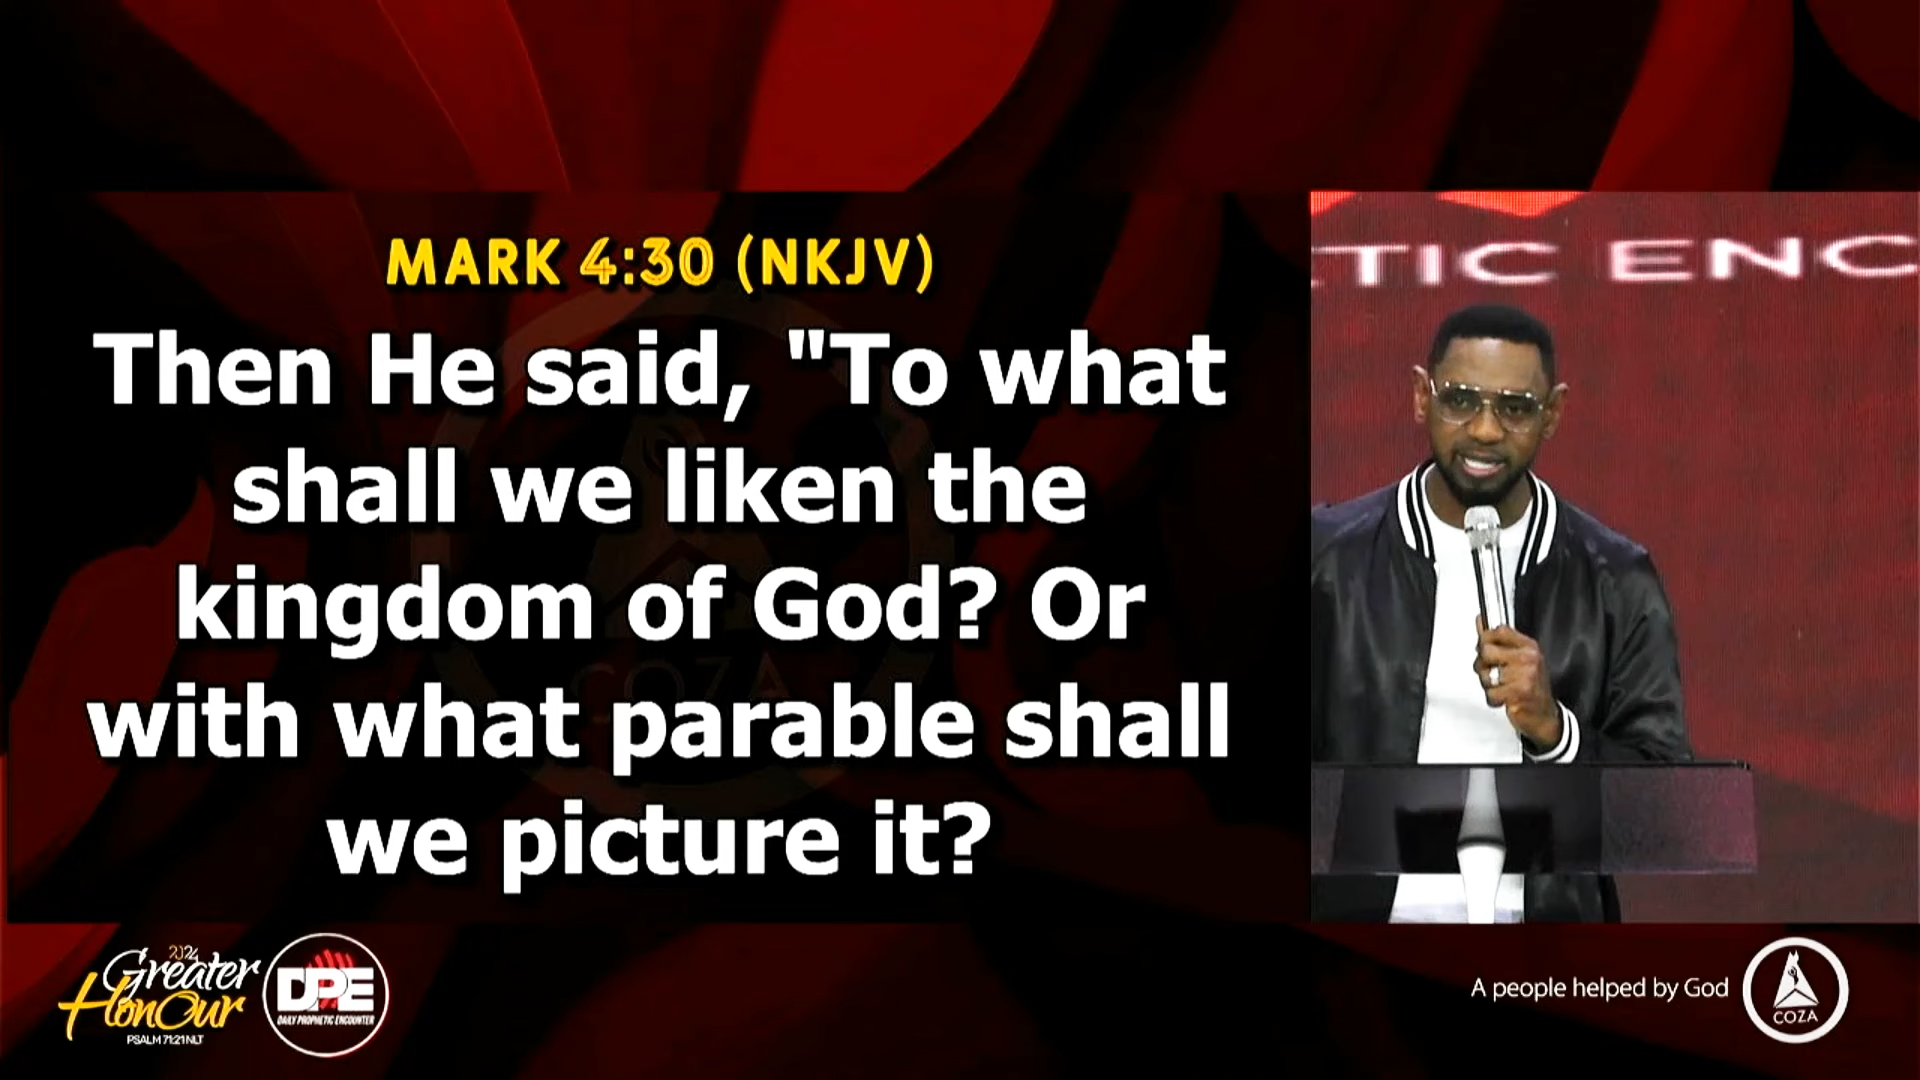 MARK 4:30 (NKJV)
Then He said, "To what
shall we liken the
kingdom of God? Or
with what parable shall
we picture it?
TIC ENC
COZA
2024
Greater
HonOur
PSALM 71:21 NLT
DPE
DAILY PROPHETIC ENCOUNTER
A people helped by God
COZA